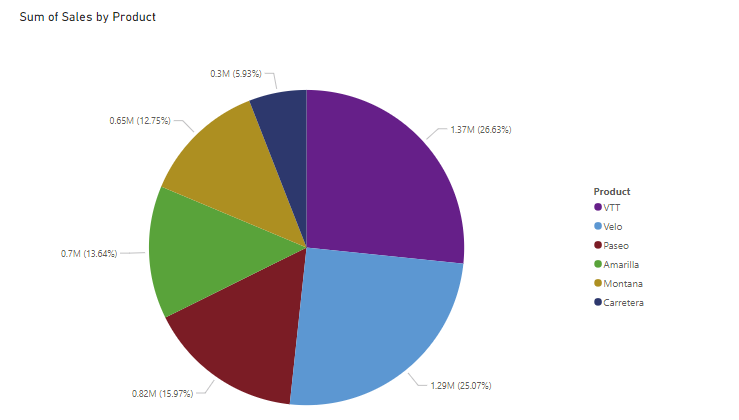 Sum of Sales by Product
0.3M (5.93%)
0.65M (12.75%)
1.37M (26.63%)
0.7M (13.64%)
0.82M (15.97%)
1.29M (25.07%)
Product
VTT
Velo
Paseo
Amarilla
Montana
Carretera